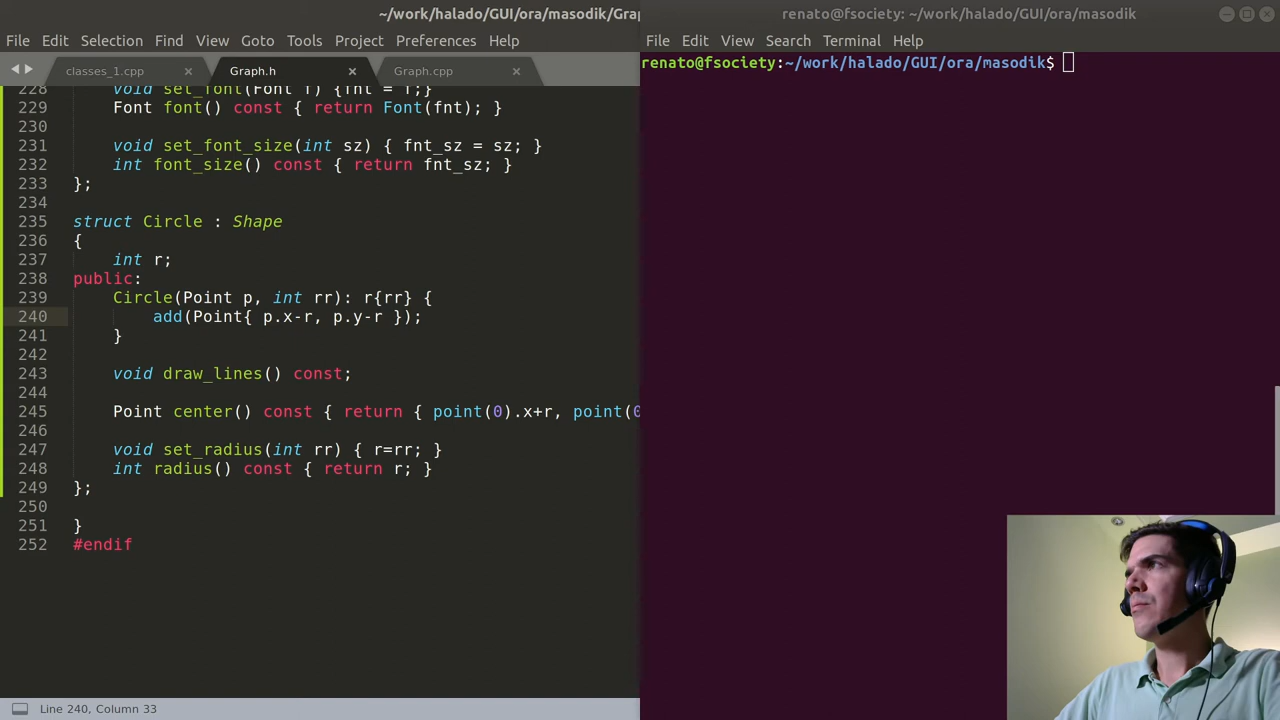 ~/work/halado/GUI/ora/masodik/Grap
File Edit Selection Find View Goto Tools Project Preferences Help
classes_1.cpp × Graph.h × Graph.cpp ×
228 void set_font(Font f) {fnt = f;}
229 Font font() const { return Font(fnt); }
230
231 void set_font_size(int sz) { fnt_sz = sz; }
232 int font_size() const { return fnt_sz; }
233 };
234
235 struct Circle : Shape
236 {
237 int r;
238 public:
239 Circle(Point p, int rr): r{rr} {
240 add(Point{ p.x-r, p.y-r });
241 }
242
243 void draw_lines() const;
244
245 Point center() const { return { point(0).x+r, point(0
246
247 void set_radius(int rr) { r=rr; }
248 int radius() const { return r; }
249 };
250
251 }
252 #endif
Line 240, Column 33
renato@fsociety: ~/work/halado/GUI/ora/masodik
File Edit View Search Terminal Help
renato@fsociety:~/work/halado/GUI/ora/masodik$